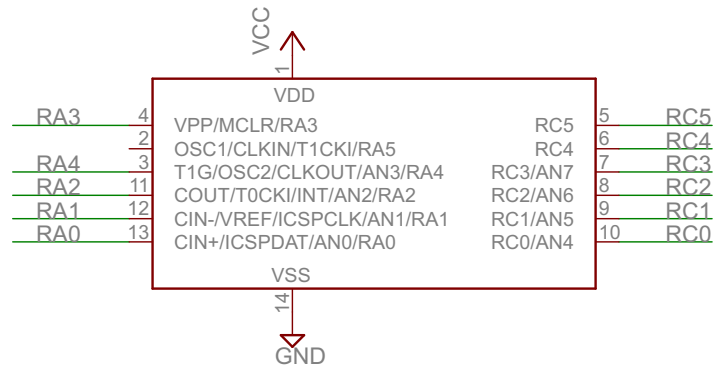 VCC
1
VDD
RA3 4 VPP/MCLR/RA3 RC5 5 RC5
2 OSC1/CLKIN/T1CKI/RA5 RC4 6 RC4
RA4 3 T1G/OSC2/CLKOUT/AN3/RA4 RC3/AN7 7 RC3
RA2 11 COUT/T0CKI/INT/AN2/RA2 RC2/AN6 8 RC2
RA1 12 CIN-/VREF/ICSPCLK/AN1/RA1 RC1/AN5 9 RC1
RA0 13 CIN+/ICSPDAT/AN0/RA0 RC0/AN4 10 RC0
VSS
14
GND